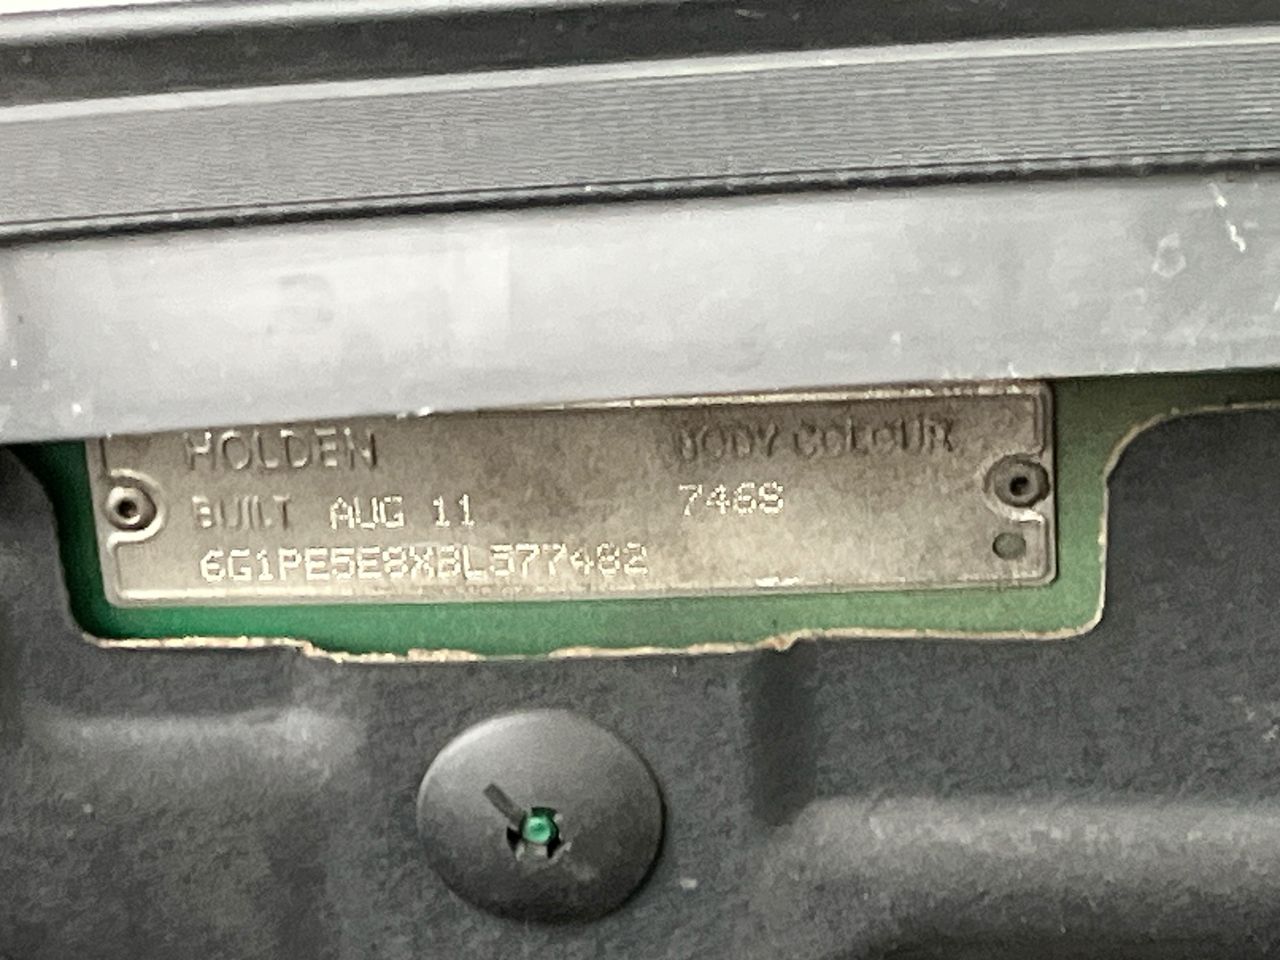 HOLDEN BODY COLOUR
BUILT AUG 11 746S
6G1PE5E8XBL577482